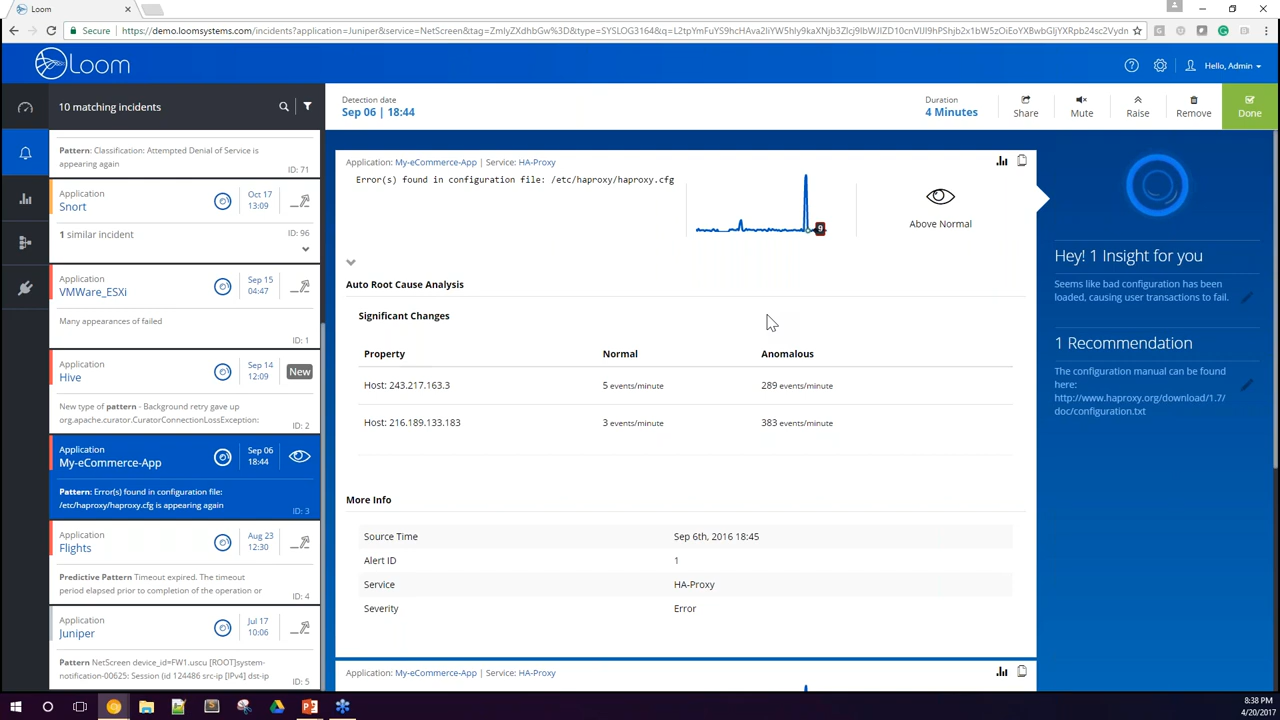 Loom
Secure
Loom
Hello, Admin
10 matching incidents
Detection date
Sep 06 | 18:44
Duration
4 Minutes
Share
Mute
Raise
Remove
Done
Pattern: Classification: Attempted Denial of Service is
appearing again
ID: 71
Application
Snort
Oct 17
13:09
1 similar incident
ID: 96
Application
VMWare_ESXi
Sep 15
04:47
Many appearances of failed
ID: 1
Application
Hive
Sep 14
12:09
New
New type of pattern - Background retry gave up
org.apache.curator.CuratorConnectionLossException:
ID: 2
Application
My-eCommerce-App
Sep 06
18:44
Pattern: Error(s) found in configuration file:
/etc/haproxy/haproxy.cfg is appearing again
ID: 3
Application
Flights
Aug 23
12:30
Predictive Pattern Timeout expired. The timeout
period elapsed prior to completion of the operation or
ID: 4
Application
Juniper
Jul 17
10:06
Pattern NetScreen device_id=FW1.uscu [ROOT]system-
notification-00625: Session (id 124486 src-ip [IPv4] dst-ip
ID: 5
Application: My-eCommerce-App | Service: HA-Proxy
Error(s) found in configuration file: /etc/haproxy/haproxy.cfg
9
Above Normal
Auto Root Cause Analysis
Significant Changes
Property Normal Anomalous
Host: 243.217.163.3 5 events/minute 289 events/minute
Host: 216.189.133.183 3 events/minute 383 events/minute
More Info
Source Time Sep 6th, 2016 18:45
Alert ID 1
Service HA-Proxy
Severity Error
Application: My-eCommerce-App | Service: HA-Proxy
Hey! 1 Insight for you
Seems like bad configuration has been
loaded, causing user transactions to fail.
1 Recommendation
The configuration manual can be found
here:
http://www.haproxy.org/download/1.7/
doc/configuration.txt
8:38 PM
4/20/2017